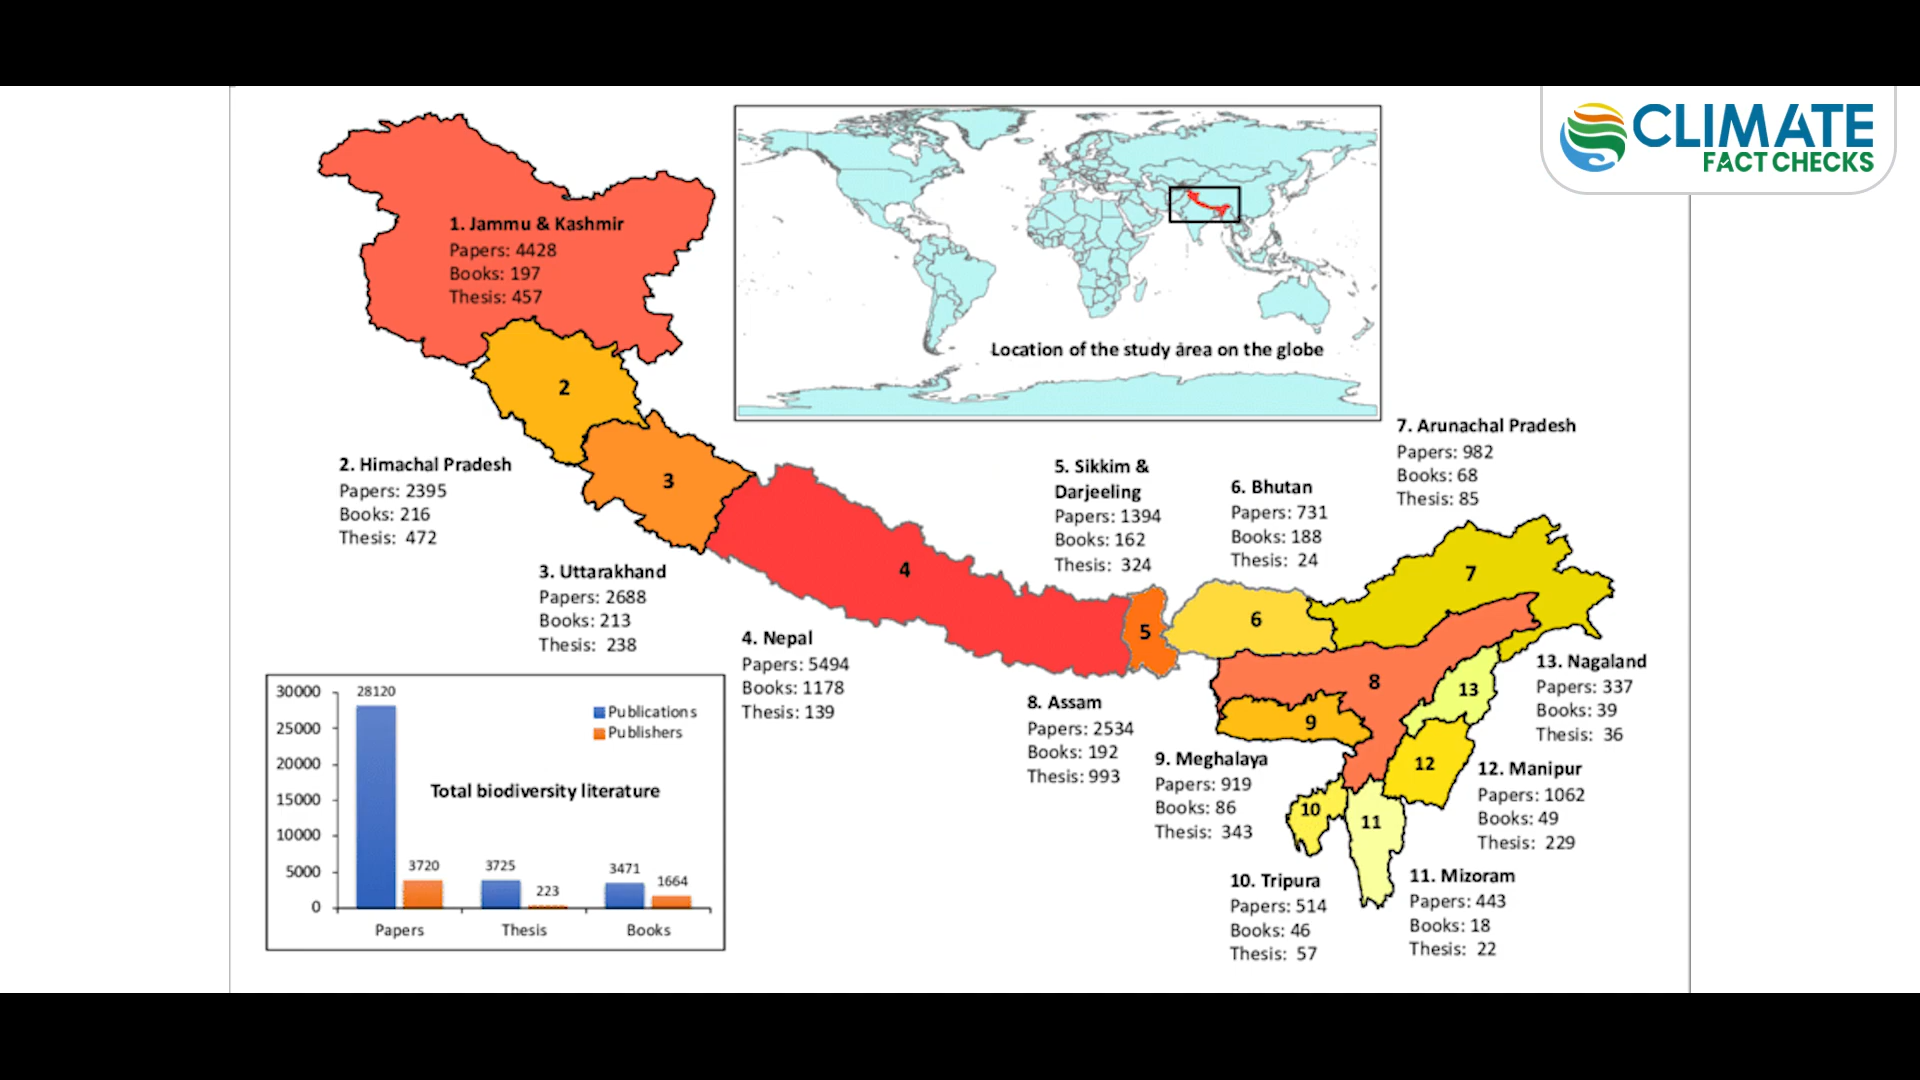 CLIMATE
FACT CHECKS
1. Jammu & Kashmir
Papers: 4428
Books: 197
Thesis: 457
Location of the study area on the globe
2
2. Himachal Pradesh
Papers: 2395
Books: 216
Thesis: 472
3
3. Uttarakhand
Papers: 2688
Books: 213
Thesis: 238
4
4. Nepal
Papers: 5494
Books: 1178
Thesis: 139
5. Sikkim &
Darjeeling
Papers: 1394
Books: 162
Thesis: 324
5
6. Bhutan
Papers: 731
Books: 188
Thesis: 24
6
7. Arunachal Pradesh
Papers: 982
Books: 68
Thesis: 85
7
8. Assam
Papers: 2534
Books: 192
Thesis: 993
8
9. Meghalaya
Papers: 919
Books: 86
Thesis: 343
9
10. Tripura
Papers: 514
Books: 46
Thesis: 57
10
11. Mizoram
Papers: 443
Books: 18
Thesis: 22
11
12. Manipur
Papers: 1062
Books: 49
Thesis: 229
12
13. Nagaland
Papers: 337
Books: 39
Thesis: 36
13
30000
25000
20000
15000
10000
5000
0
28120
3720
3725
223
3471
1664
Publications
Publishers
Total biodiversity literature
Papers
Thesis
Books